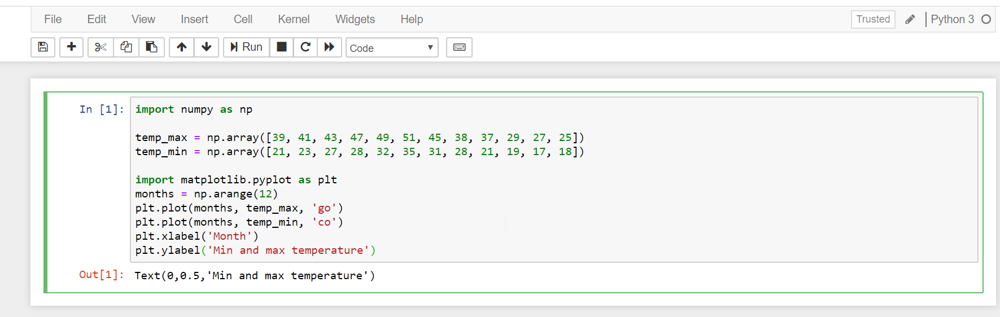 File Edit View Insert Cell Kernel Widgets Help Trusted Python 3
Run Code
In [1]: import numpy as np
temp_max = np.array([39, 41, 43, 47, 49, 51, 45, 38, 37, 29, 27, 25])
temp_min = np.array([21, 23, 27, 28, 32, 35, 31, 28, 21, 19, 17, 18])
import matplotlib.pyplot as plt
months = np.arange(12)
plt.plot(months, temp_max, 'go')
plt.plot(months, temp_min, 'co')
plt.xlabel('Month')
plt.ylabel('Min and max temperature')
Out[1]: Text(0,0.5,'Min and max temperature')